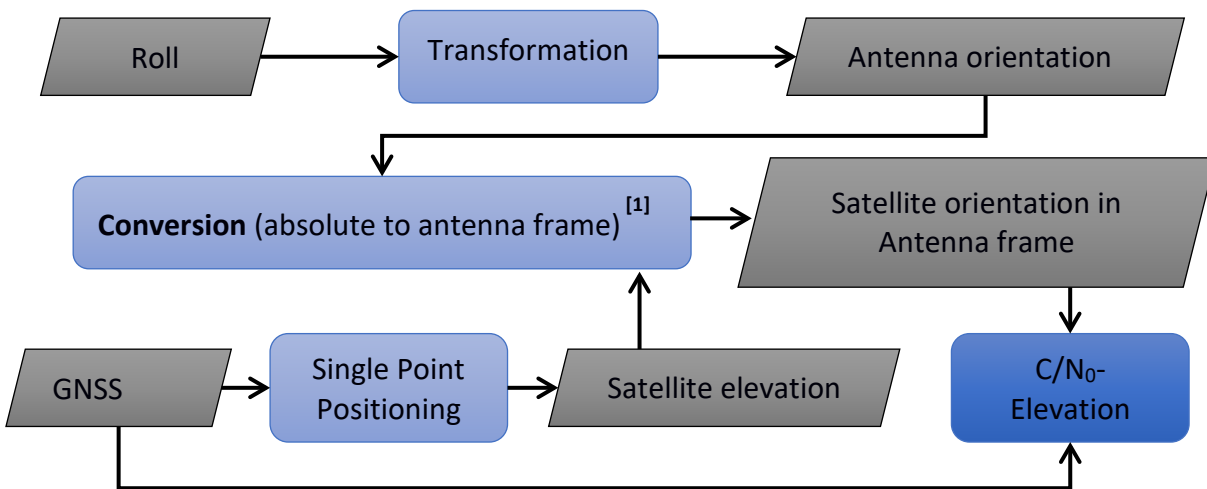 Roll
Transformation
Antenna orientation
Conversion (absolute to antenna frame) [1]
Satellite orientation in
Antenna frame
GNSS
Single Point
Positioning
Satellite elevation
C/N₀-
Elevation